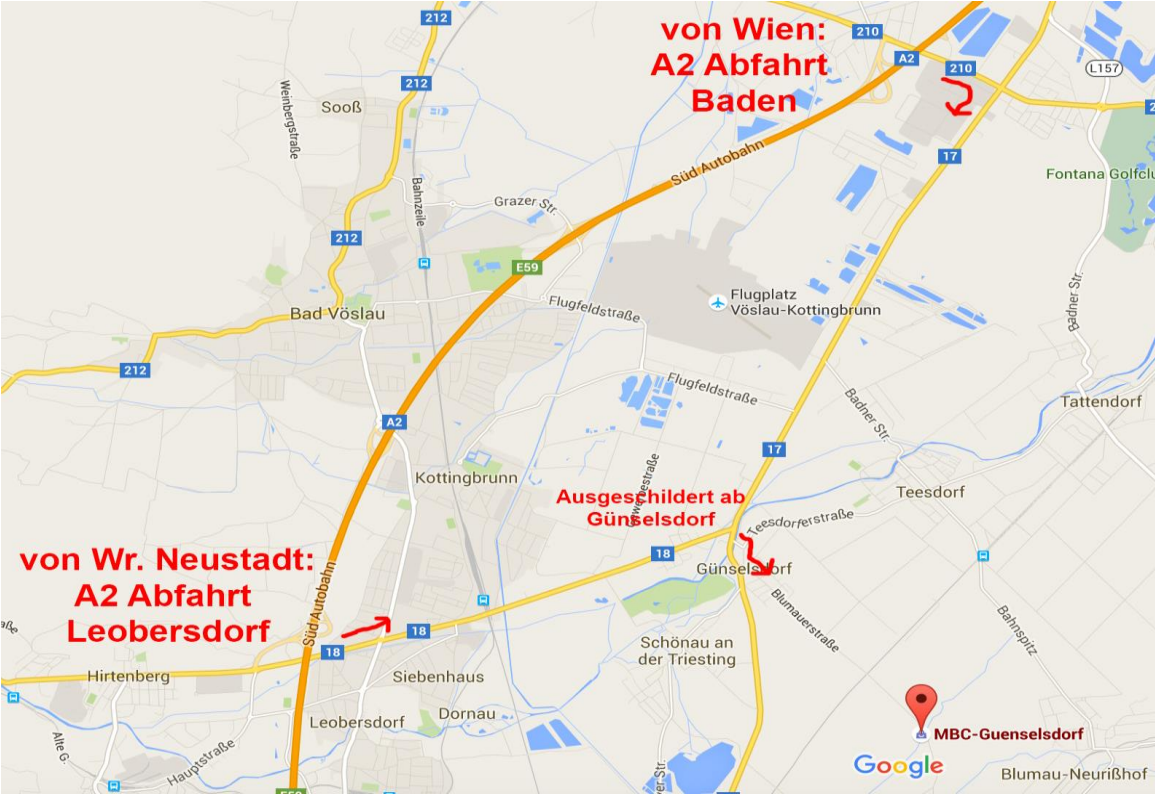 212
von Wien:
A2 Abfahrt
Baden
210
A2
210
L157
212
Weinbergstraße
Sooß
17
Süd Autobahn
Fontana Golfclu
Bahnzeile
Grazer Str.
212
E59
Flugplatz
Vöslau-Kottingbrunn
Flugfeldstraße
Bad Vöslau
Badner Str.
212
Flugfeldstraße
Badner Str.
Tattendorf
A2
17
Kottingbrunn
Teesdorf
Ausgeschildert ab
Günselsdorf
Teesdorferstraße
von Wr. Neustadt:
A2 Abfahrt
Leobersdorf
18
Günselsdorf
Süd Autobahn
Blumauerstraße
Bahnspitz
18
18
Schönau an
der Triesting
Hirtenberg
Siebenhaus
Leobersdorf
Dornau
Alte G.
Hauptstraße
MBC-Guenselsdorf
Google
Blumau-Neurißhof